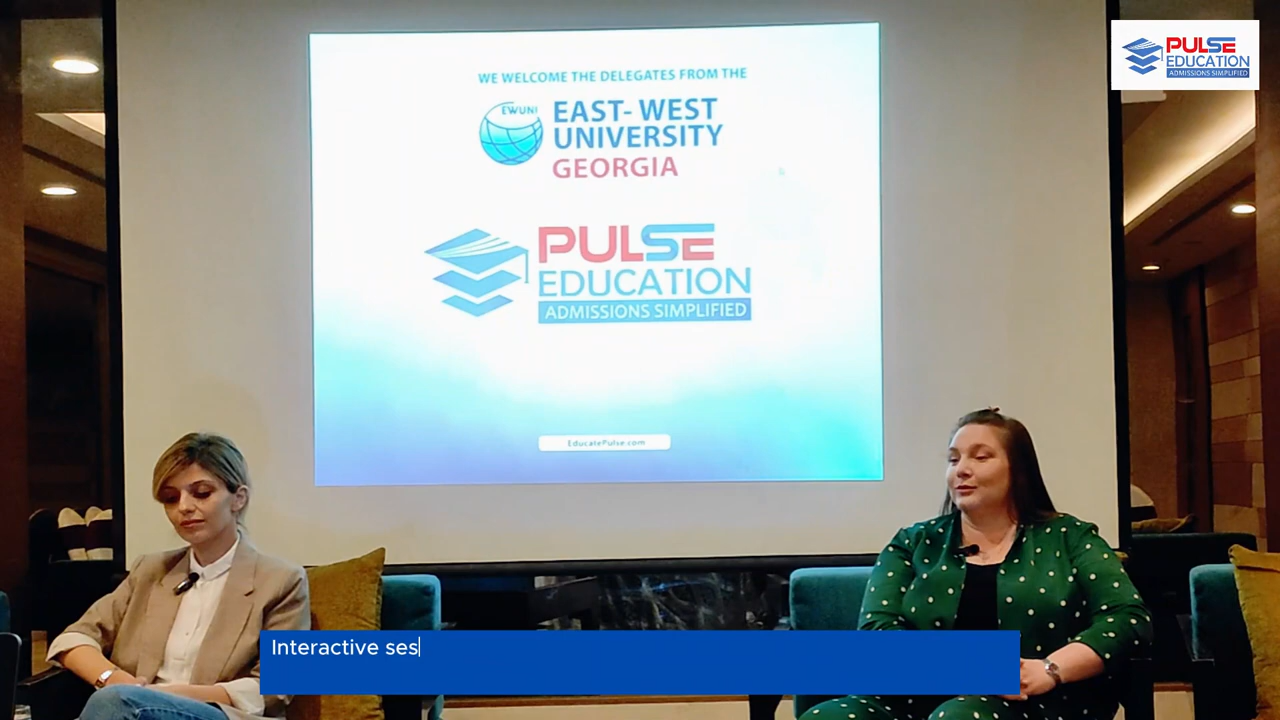 PULSE
EDUCATION
ADMISSIONS SIMPLIFIED
WE WELCOME THE DELEGATES FROM THE
EWUNI
EAST-WEST
UNIVERSITY
GEORGIA
PULSE
EDUCATION
ADMISSIONS SIMPLIFIED
EducatePulse.com
Interactive ses